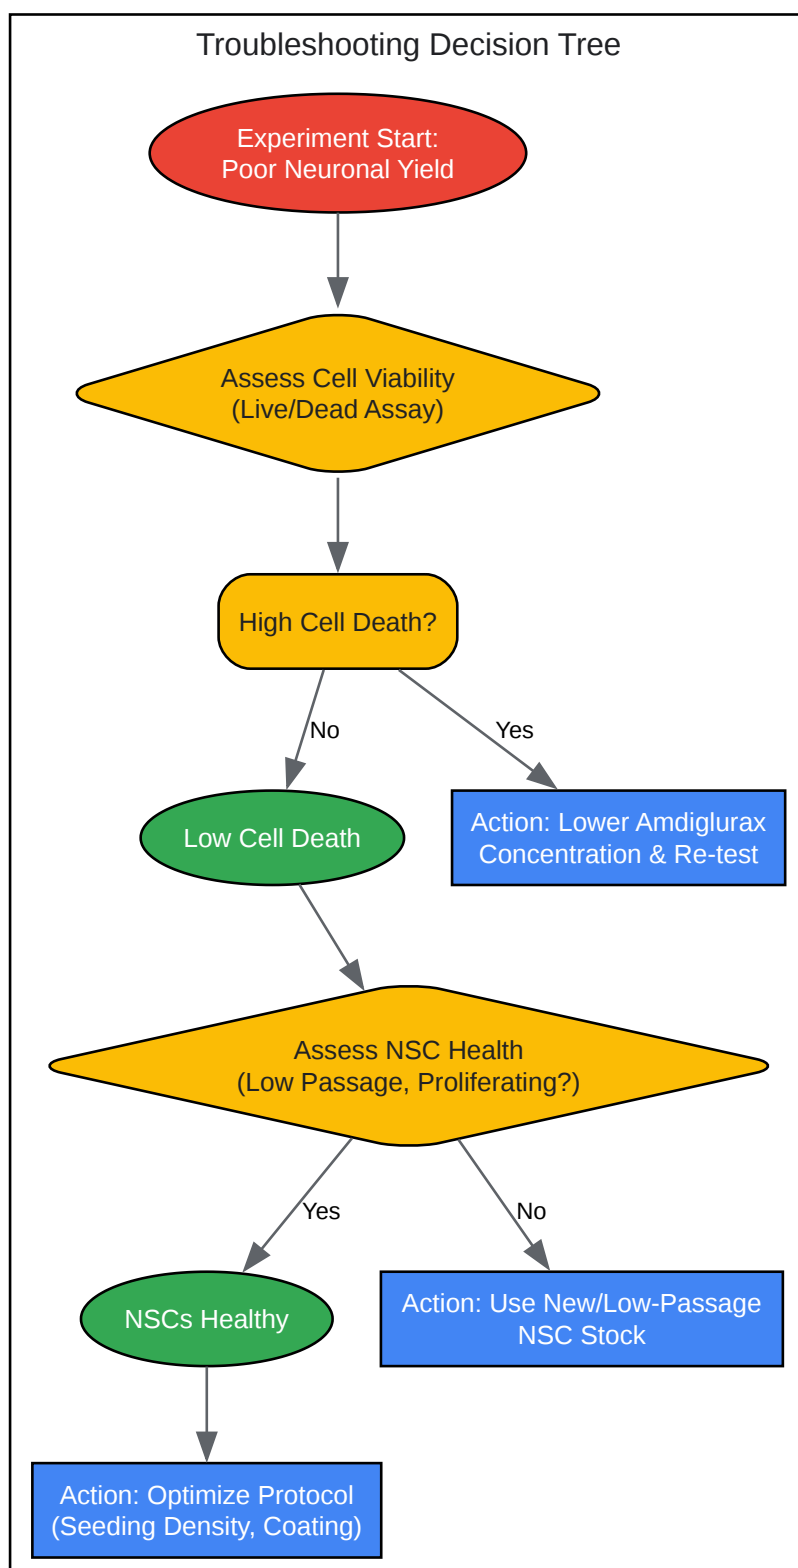 Troubleshooting Decision Tree
Experiment Start:
Poor Neuronal Yield
Assess Cell Viability
(Live/Dead Assay)
High Cell Death?
No
Yes
Low Cell Death
Action: Lower Amdiglurax
Concentration & Re-test
Assess NSC Health
(Low Passage, Proliferating?)
Yes
No
NSCs Healthy
Action: Use New/Low-Passage
NSC Stock
Action: Optimize Protocol
(Seeding Density, Coating)